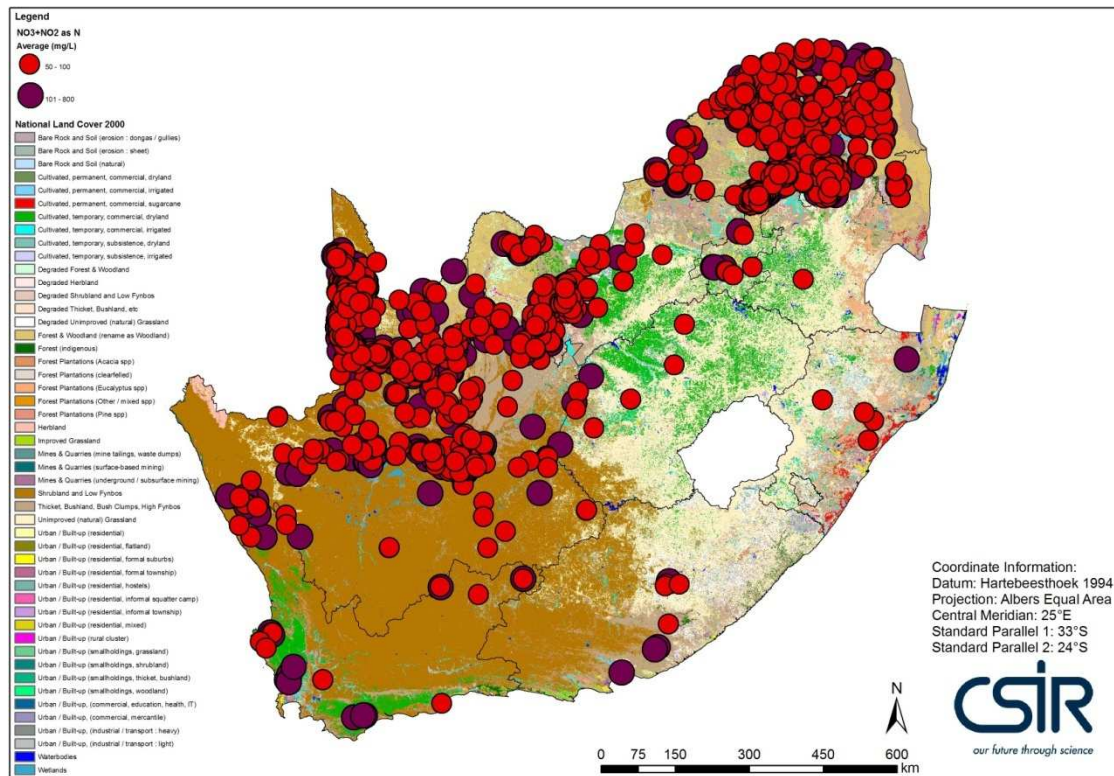 Legend
NO3+NO2 as N
Average (mg/L)
50 - 100
101 - 800
National Land Cover 2000
Bare Rock and Soil (erosion : dongas / gullies)
Bare Rock and Soil (erosion : sheet)
Bare Rock and Soil (natural)
Cultivated, permanent, commercial, dryland
Cultivated, permanent, commercial, irrigated
Cultivated, permanent, commercial, sugarcane
Cultivated, temporary, commercial, dryland
Cultivated, temporary, commercial, irrigated
Cultivated, temporary, subsistence, dryland
Cultivated, temporary, subsistence, irrigated
Degraded Forest & Woodland
Degraded Herbland
Degraded Shrubland and Low Fynbos
Degraded Thicket, Bushland, etc
Degraded Unimproved (natural) Grassland
Forest & Woodland (rename as Woodland)
Forest (indigenous)
Forest Plantations (Acacia spp)
Forest Plantations (clearfelled)
Forest Plantations (Eucalyptus spp)
Forest Plantations (Other / mixed spp)
Forest Plantations (Pine spp)
Herbland
Improved Grassland
Mines & Quarries (mine tailings, waste dumps)
Mines & Quarries (surface-based mining)
Mines & Quarries (underground / subsurface mining)
Shrubland and Low Fynbos
Thicket, Bushland, Bush Clumps, High Fynbos
Unimproved (natural) Grassland
Urban / Built-up (residential)
Urban / Built-up (residential, flatland)
Urban / Built-up (residential, formal suburbs)
Urban / Built-up (residential, formal township)
Urban / Built-up (residential, hostels)
Urban / Built-up (residential, informal squatter camp)
Urban / Built-up (residential, informal township)
Urban / Built-up (residential, mixed)
Urban / Built-up (rural cluster)
Urban / Built-up (smallholdings, grassland)
Urban / Built-up (smallholdings, shrubland)
Urban / Built-up (smallholdings, thicket, bushland)
Urban / Built-up (smallholdings, woodland)
Urban / Built-up, (commercial, education, health, IT)
Urban / Built-up, (commercial, mercantile)
Urban / Built-up, (industrial / transport : heavy)
Urban / Built-up, (industrial / transport : light)
Waterbodies
Wetlands
Coordinate Information:
Datum: Hartebeesthoek 1994
Projection: Albers Equal Area
Central Meridian: 25°E
Standard Parallel 1: 33°S
Standard Parallel 2: 24°S
N
CSIR
our future through science
0 75 150 300 450 600
km